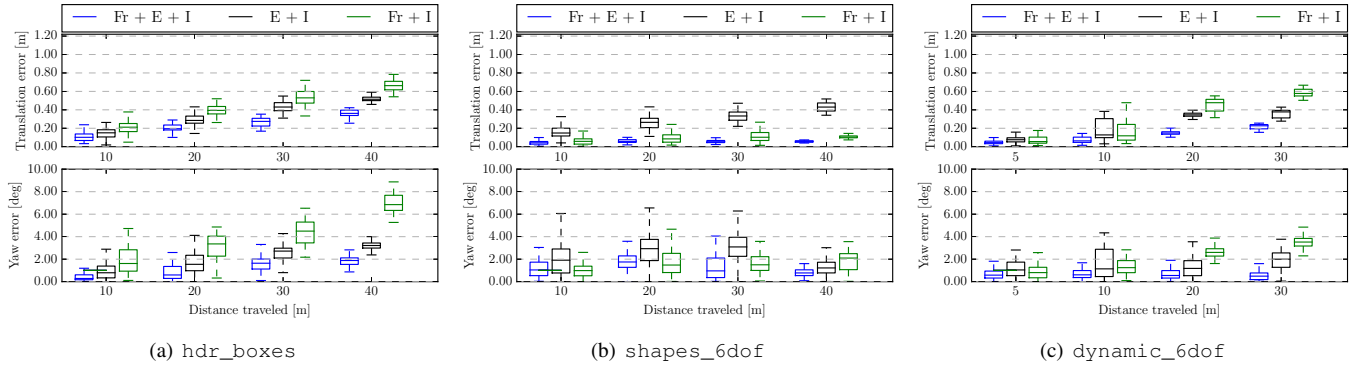 Fr + E + I E + I Fr + I
Translation error [m]
1.20
1.00
0.80
0.60
0.40
0.20
0.00
10 20 30 40
Yaw error [deg]
10.00
8.00
6.00
4.00
2.00
0.00
10 20 30 40
Distance traveled [m]
(a) hdr_boxes
Fr + E + I E + I Fr + I
Translation error [m]
1.20
1.00
0.80
0.60
0.40
0.20
0.00
10 20 30 40
Yaw error [deg]
10.00
8.00
6.00
4.00
2.00
0.00
10 20 30 40
Distance traveled [m]
(b) shapes_6dof
Fr + E + I E + I Fr + I
Translation error [m]
1.20
1.00
0.80
0.60
0.40
0.20
0.00
5 10 20 30
Yaw error [deg]
10.00
8.00
6.00
4.00
2.00
0.00
5 10 20 30
Distance traveled [m]
(c) dynamic_6dof